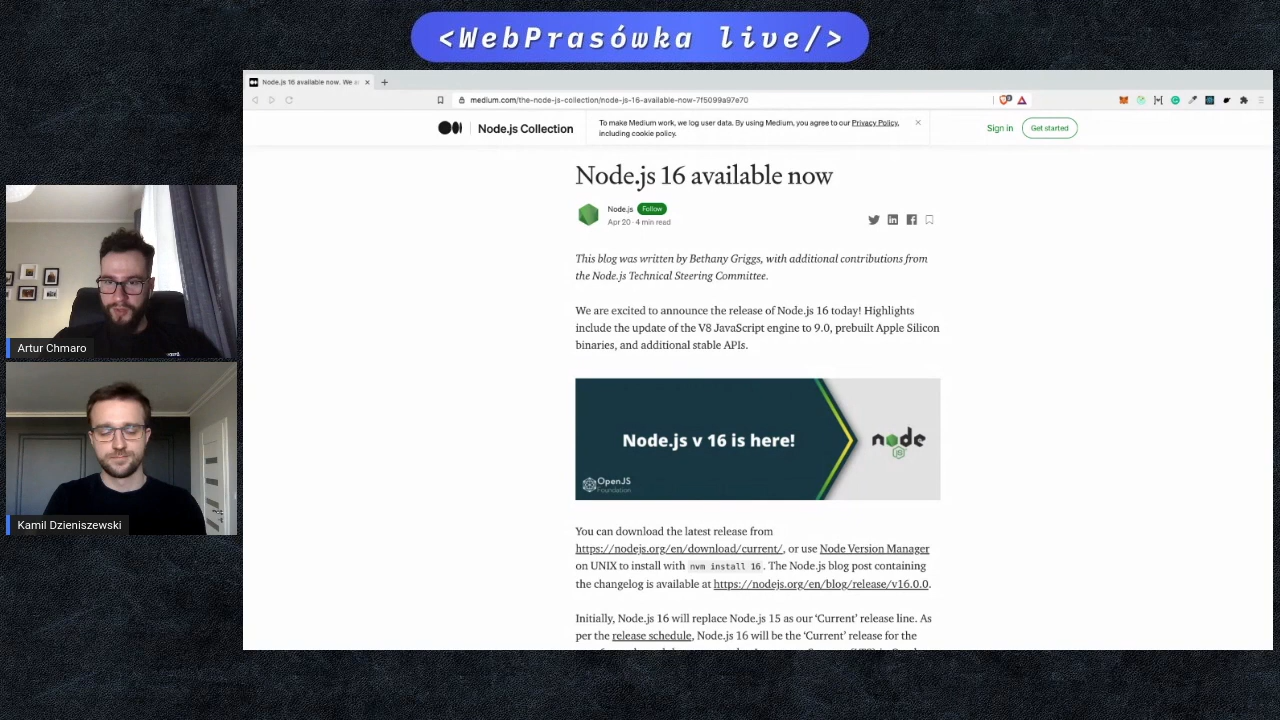 <WebPrasówka live/>
Node.js 16 available now. We
medium.com/the-node-js-collection/node-js-16-available-now-7f5099a97e70
Node.js Collection
To make Medium work, we log user data. By using Medium, you agree to our Privacy Policy,
including cookie policy.
Sign in
Get started
Node.js 16 available now
Node.js Follow
Apr 20 · 4 min read
This blog was written by Bethany Griggs, with additional contributions from
the Node.js Technical Steering Committee.
We are excited to announce the release of Node.js 16 today! Highlights
include the update of the V8 JavaScript engine to 9.0, prebuilt Apple Silicon
binaries, and additional stable APIs.
Node.js v 16 is here!
node
JS
OpenJS
Foundation
You can download the latest release from
https://nodejs.org/en/download/current/, or use Node Version Manager
on UNIX to install with nvm install 16. The Node.js blog post containing
the changelog is available at https://nodejs.org/en/blog/release/v16.0.0.
Initially, Node.js 16 will replace Node.js 15 as our ‘Current’ release line. As
per the release schedule, Node.js 16 will be the ‘Current’ release for the
Artur Chmaro
Kamil Dzieniszewski